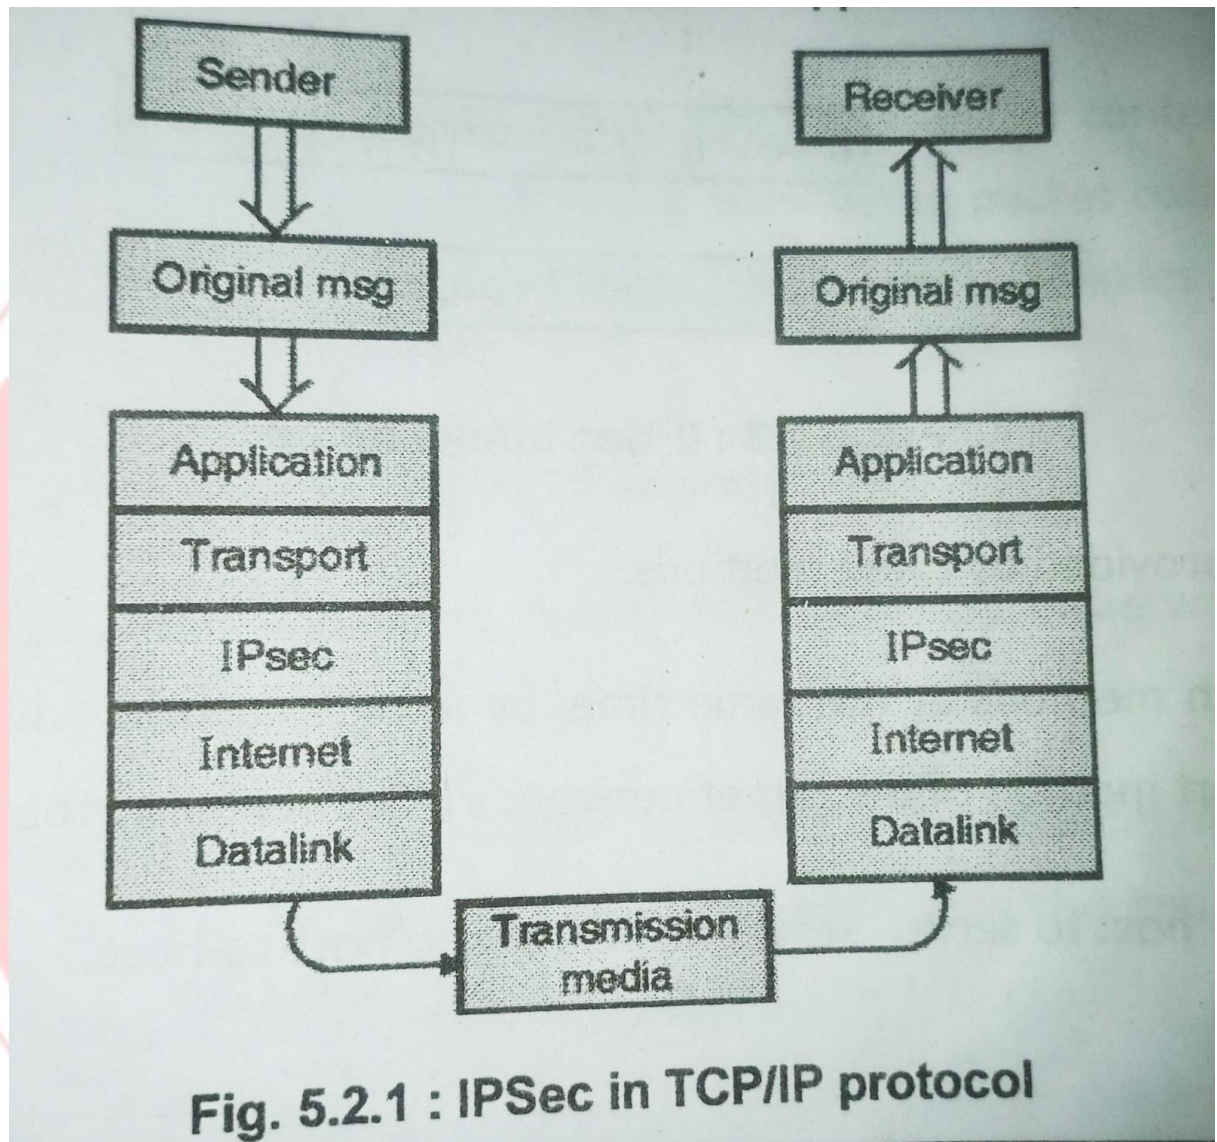 Sender
Original msg
Application
Transport
IPsec
Internet
Datalink
Transmission
media
Receiver
Original msg
Application
Transport
IPsec
Internet
Datalink
Fig. 5.2.1 : IPSec in TCP/IP protocol